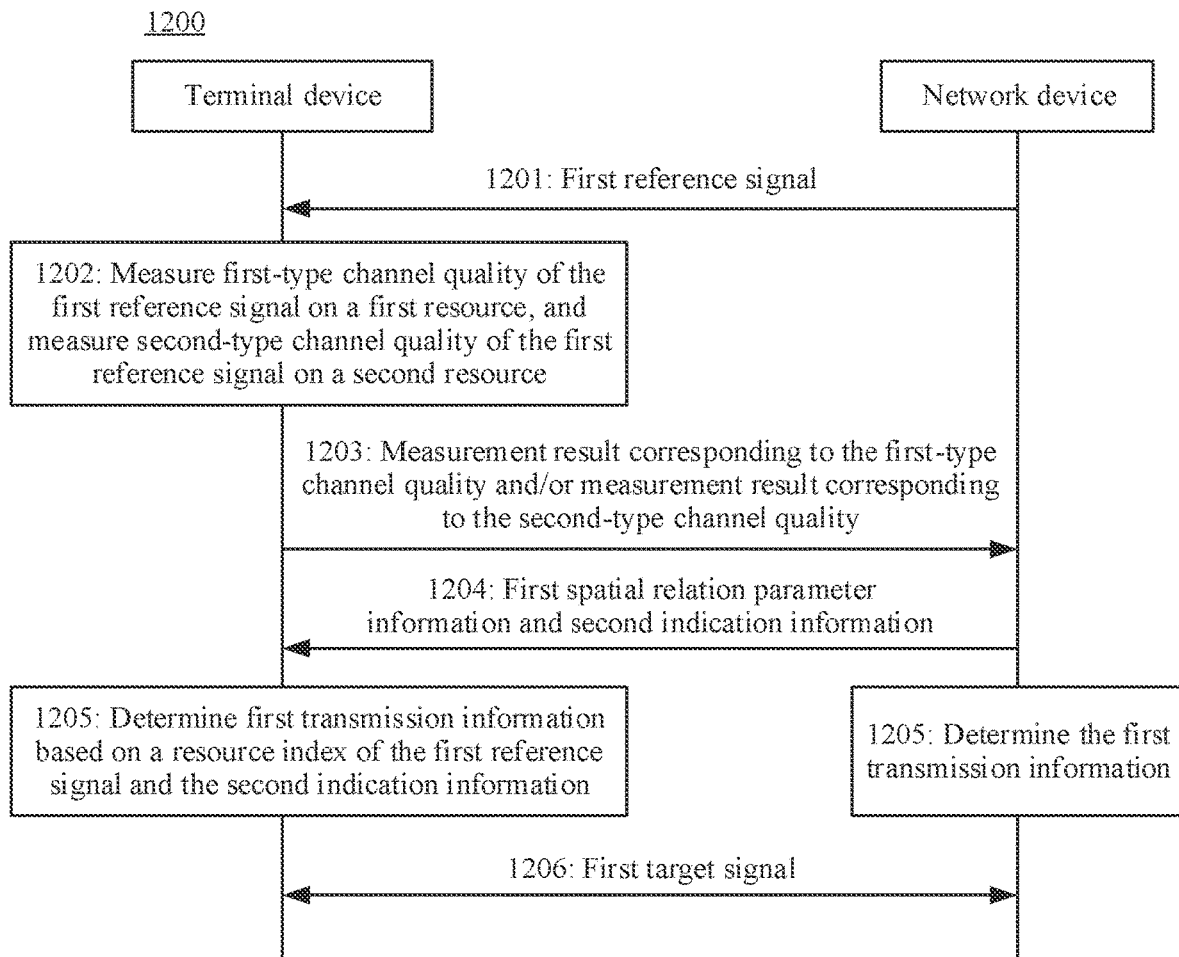 1200
Terminal device
Network device
1201: First reference signal
1202: Measure first-type channel quality of the
first reference signal on a first resource, and
measure second-type channel quality of the first
reference signal on a second resource
1203: Measurement result corresponding to the first-type
channel quality and/or measurement result corresponding
to the second-type channel quality
1204: First spatial relation parameter
information and second indication information
1205: Determine first transmission information
based on a resource index of the first reference
signal and the second indication information
1205: Determine the first
transmission information
1206: First target signal